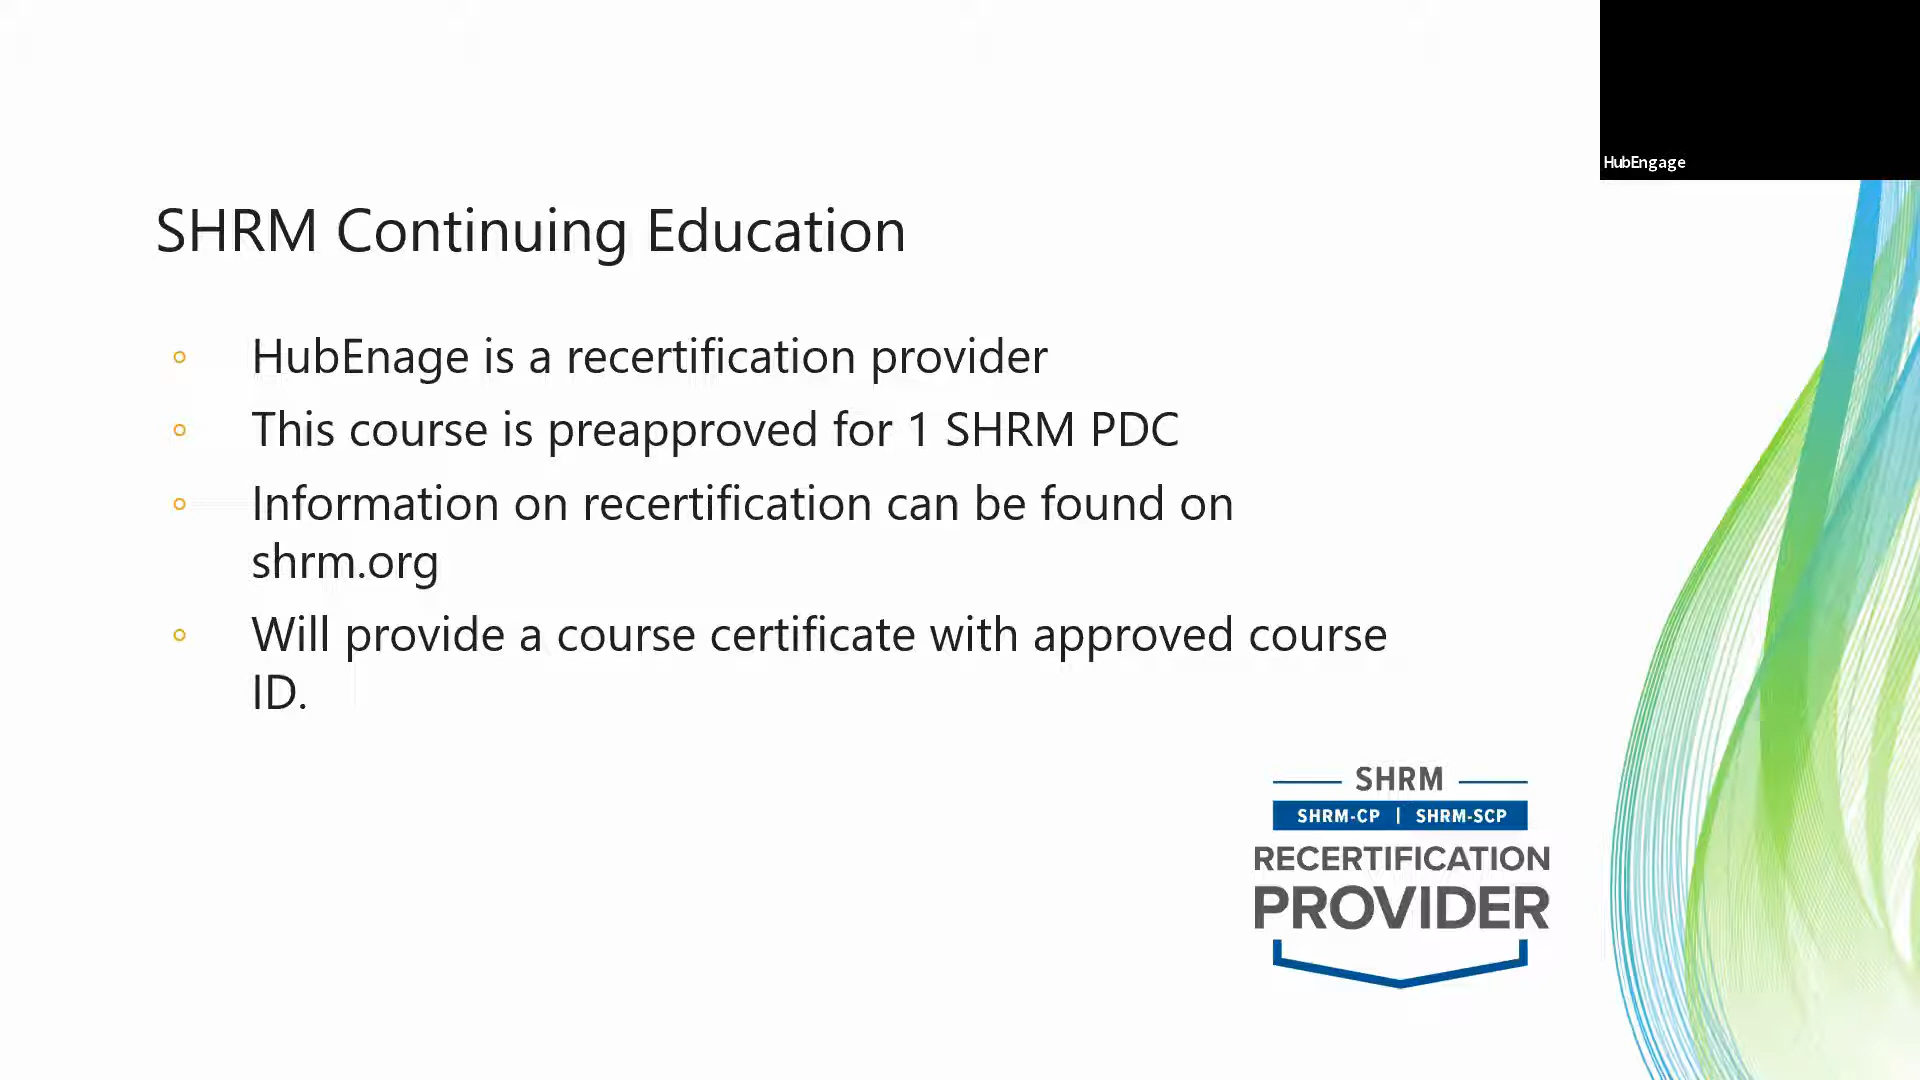 HubEngage
SHRM Continuing Education
HubEnage is a recertification provider
This course is preapproved for 1 SHRM PDC
Information on recertification can be found on
shrm.org
Will provide a course certificate with approved course
ID.
SHRM
SHRM-CP | SHRM-SCP
RECERTIFICATION
PROVIDER